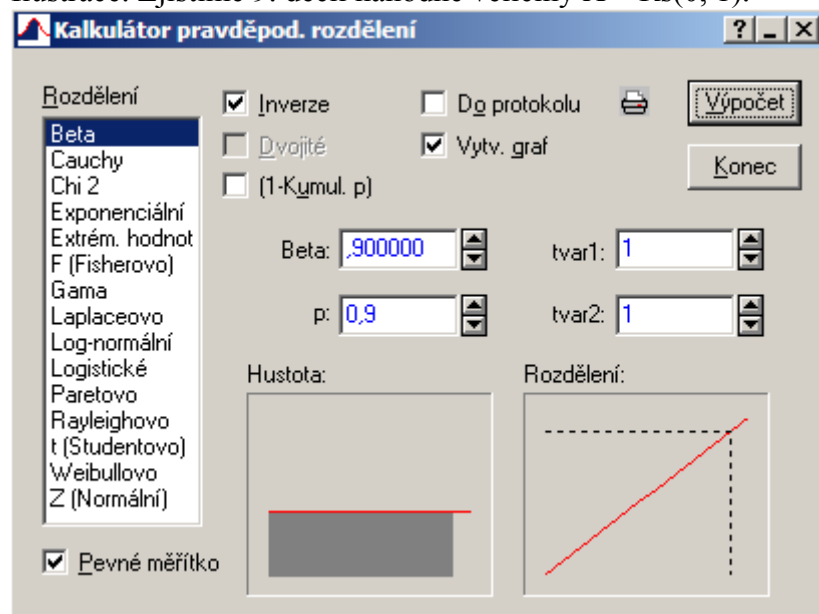 Ilustrace: Zjistíme 9. decil náhodné veličiny X ~ Rs(0, 1).
Kalkulátor pravděpod. rozdělení
Rozdělení
Beta
Cauchy
Chi 2
Exponenciální
Extrém. hodnot
F (Fisherovo)
Gama
Laplaceovo
Log-normální
Logistické
Paretovo
Rayleighovo
t (Studentovo)
Weibullovo
Z (Normální)
Pevné měřítko
Inverze
Dvojité
(1-Kumul. p)
Do protokolu
Vytv. graf
Výpočet
Konec
Beta: ,900000
tvar1: 1
p: 0,9
tvar2: 1
Hustota:
Rozdělení: